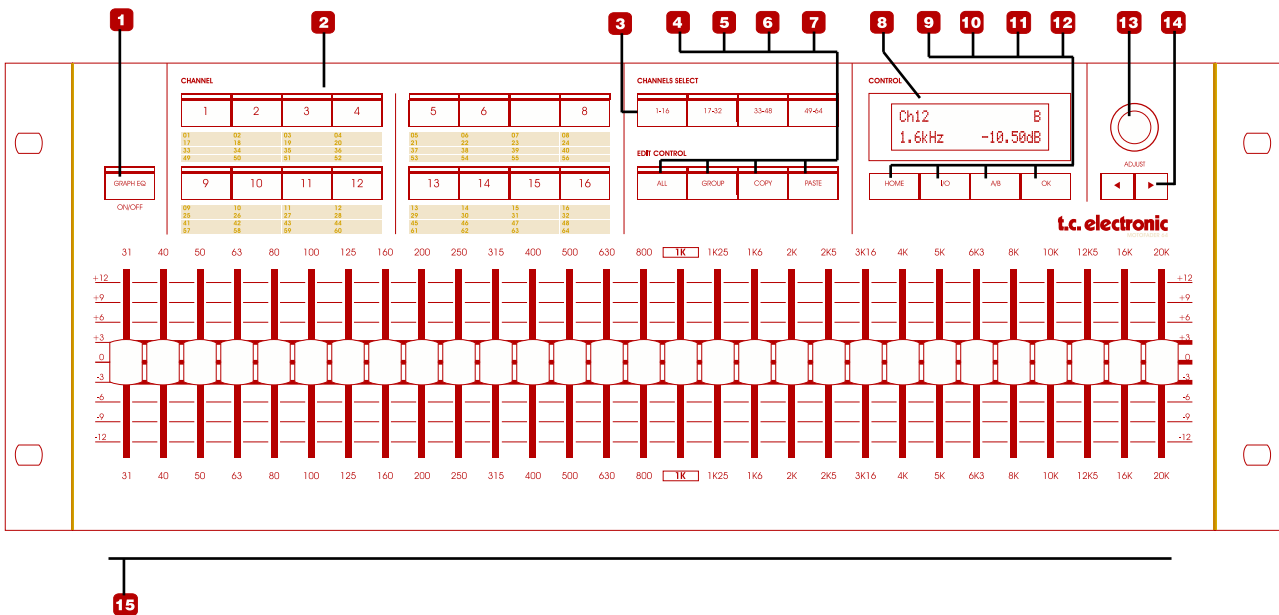 1 2 3 4 5 6 7 8 9 10 11 12 13 14
CHANNEL
1 2 3 4
5 6 8
01 02 03 04
17 18 19 20
33 34 35 36
49 50 51 52
05 06 07 08
21 22 23 24
37 38 39 40
53 54 55 56
GRAPH EQ
ON/OFF
9 10 11 12
13 14 15 16
09 10 11 12
25 26 27 28
41 42 43 44
57 58 59 60
13 14 15 16
29 30 31 32
45 46 47 48
61 62 63 64
CHANNELS SELECT
1-16 17-32 33-48 49-64
EDIT CONTROL
ALL GROUP COPY PASTE
CONTROL
Ch12 B
1.6kHz -10.50dB
HOME I/O A/B OK
ADJUST
◄ ►
t.c. electronic
31 40 50 63 80 100 125 160 200 250 315 400 500 630 800 1K 1K25 1K6 2K 2K5 3K16 4K 5K 6K3 8K 10K 12K5 16K 20K
+12 +12
+9 +9
+6 +6
+3 +3
0 0
-3 -3
-6 -6
-9 -9
-12 -12
31 40 50 63 80 100 125 160 200 250 315 400 500 630 800 1K 1K25 1K6 2K 2K5 3K16 4K 5K 6K3 8K 10K 12K5 16K 20K
15